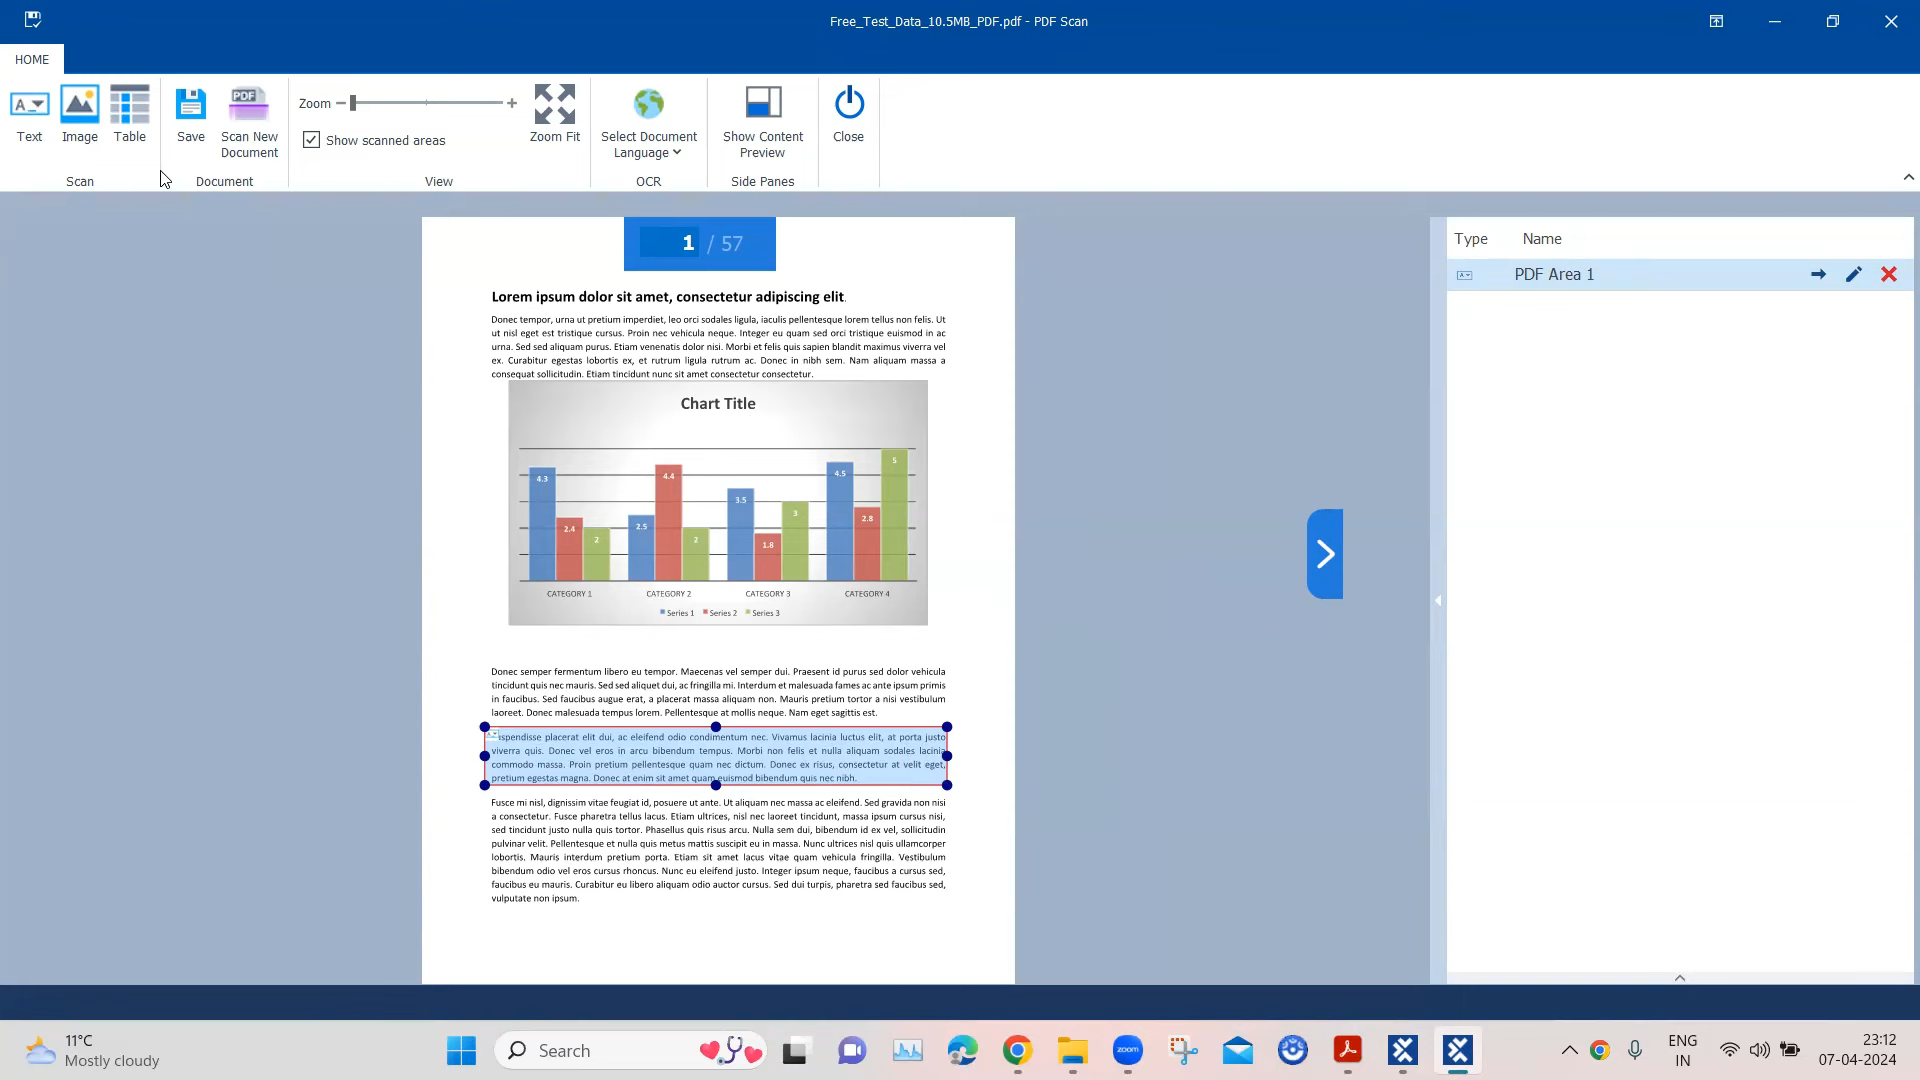 Free_Test_Data_10.5MB_PDF.pdf - PDF Scan
HOME
Text
Image
Table
Save
Scan New
Document
Zoom
Show scanned areas
Zoom Fit
Select Document
Language
Show Content
Preview
Close
Scan
Document
View
OCR
Side Panes
1 / 57
Type Name
PDF Area 1
Lorem ipsum dolor sit amet, consectetur adipiscing elit.
Donec tempor, urna ut pretium imperdiet, leo orci sodales ligula, iaculis pellentesque lorem tellus non felis. Ut
ut nisl eget est tristique cursus. Proin nec vehicula neque. Integer eu quam sed orci tristique euismod in ac
urna. Sed sed aliquam purus. Etiam venenatis dolor nisi. Morbi et felis quis sapien blandit maximus viverra vel
ex. Curabitur egestas lobortis ex, et rutrum ligula rutrum ac. Donec in nibh sem. Nam aliquam massa a
consequat sollicitudin. Etiam tincidunt nunc sit amet consectetur consectetur.
Chart Title
4.3 2.4 2 2.5 4.4 2 3.5 1.8 3 4.5 2.8 5
CATEGORY 1 CATEGORY 2 CATEGORY 3 CATEGORY 4
Series 1 Series 2 Series 3
Donec semper fermentum libero eu tempor. Maecenas vel semper dui. Praesent id purus sed dolor vehicula
tincidunt quis nec mauris. Sed sed aliquet dui, ac fringilla mi. Interdum et malesuada fames ac ante ipsum primis
in faucibus. Sed faucibus augue erat, a placerat massa aliquam non. Mauris pretium tortor a nisi vestibulum
laoreet. Donec malesuada tempus lorem. Pellentesque at mollis neque. Nam eget sagittis est.
spendisse placerat elit dui, ac eleifend odio condimentum nec. Vivamus lacinia luctus elit, at porta justo
viverra quis. Donec vel eros in arcu bibendum tempus. Morbi non felis et nulla aliquam sodales lacinia
commodo massa. Proin pretium pellentesque quam nec dictum. Donec ex risus, consectetur at velit eget,
pretium egestas magna. Donec at enim sit amet quam euismod bibendum quis nec nibh.
Fusce mi nisl, dignissim vitae feugiat id, posuere ut ante. Ut aliquam nec massa ac eleifend. Sed gravida non nisi
a consectetur. Fusce pharetra tellus lacus. Etiam ultrices, nisl nec laoreet tincidunt, massa ipsum cursus nisi,
sed tincidunt justo nulla quis tortor. Phasellus quis risus arcu. Nulla sem dui, bibendum id ex vel, sollicitudin
pulvinar velit. Pellentesque et nulla quis metus mattis suscipit eu in massa. Nunc ultrices nisl quis ullamcorper
lobortis. Mauris interdum pretium porta. Etiam sit amet lacus vitae quam vehicula fringilla. Vestibulum
bibendum odio vel eros cursus rhoncus. Nunc eu eleifend justo. Integer ipsum neque, faucibus a cursus sed,
faucibus eu mauris. Curabitur eu libero aliquam odio auctor cursus. Sed dui turpis, pharetra sed faucibus sed,
vulputate non ipsum.
11°C
Mostly cloudy
Search
zoom
ENG
IN
23:12
07-04-2024